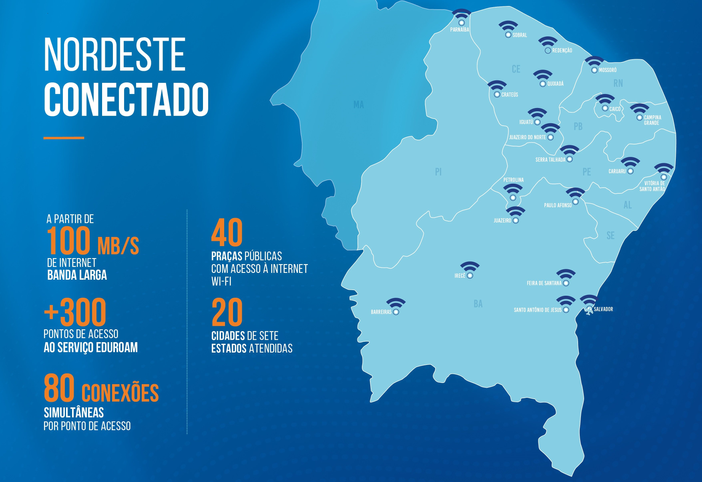 NORDESTE
CONECTADO
A PARTIR DE
100 MB/S
DE INTERNET
BANDA LARGA
+300
PONTOS DE ACESSO
AO SERVIÇO EDUROAM
80 CONEXÕES
SIMULTÂNEAS
POR PONTO DE ACESSO
40
PRAÇAS PÚBLICAS
COM ACESSO À INTERNET
WI-FI
20
CIDADES DE SETE
ESTADOS ATENDIDAS
PARNAÍBA
SOBRAL
REDENÇÃO
CE
MOSSORÓ
QUIXADÁ
RN
CRATEÚS
MA
CAICÓ
CAMPINA
GRANDE
IGUATU
PB
JUAZEIRO DO NORTE
SERRA TALHADA
PI
PE
CARUARU
VITÓRIA DE
SANTO ANTÃO
PETROLINA
PAULO AFONSO
AL
JUAZEIRO
SE
IRECÊ
FEIRA DE SANTANA
BA
BARREIRAS
SANTO ANTÔNIO DE JESUS
SALVADOR